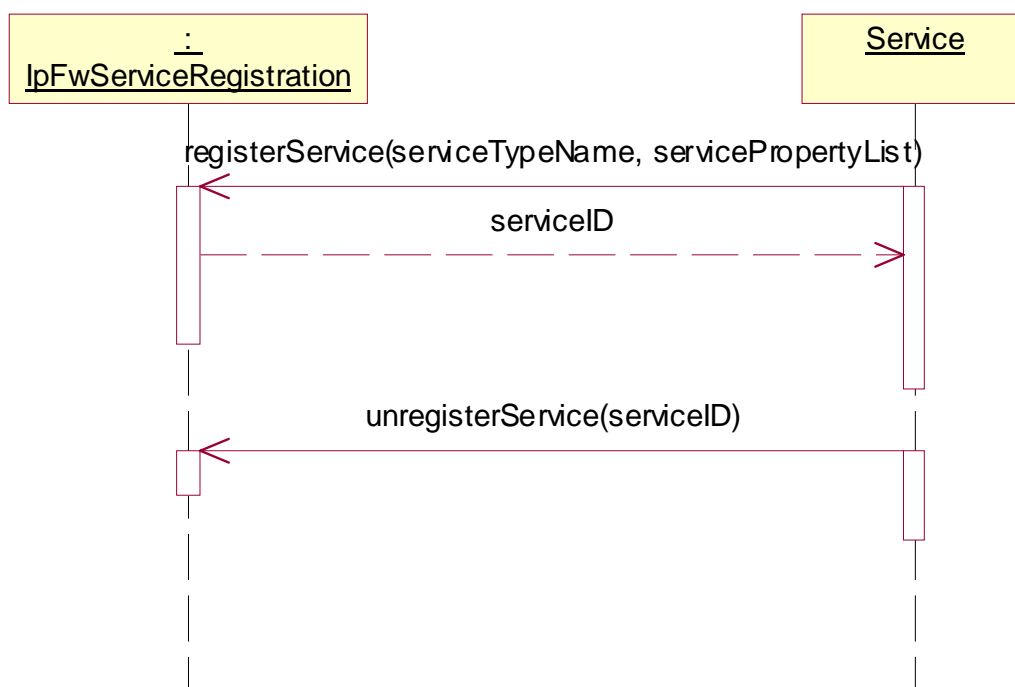 :
IpFwServiceRegistration
Service
registerService(serviceTypeName, servicePropertyList)
serviceID
unregisterService(serviceID)